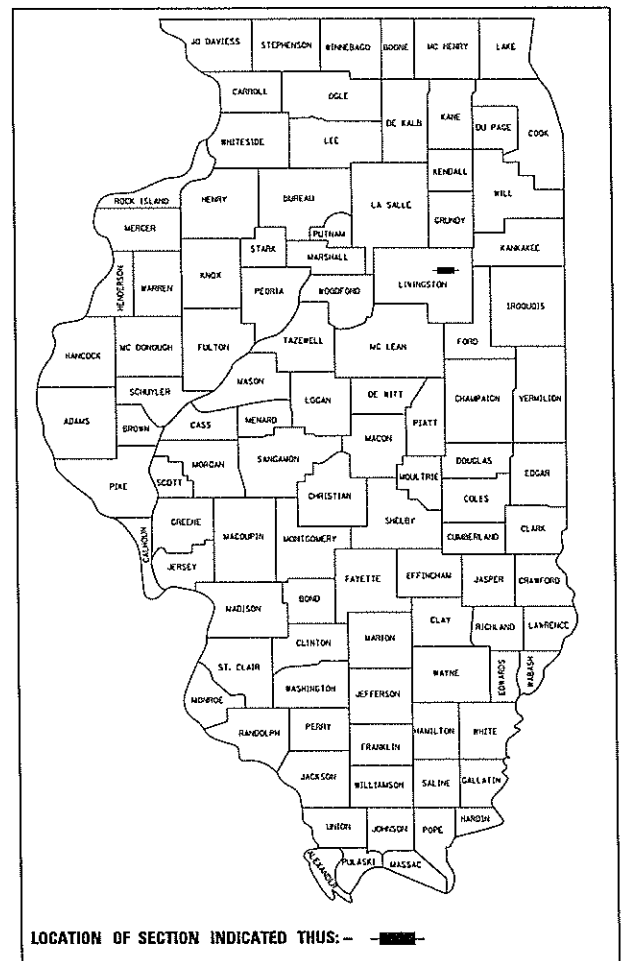 JO DAVIESS STEPHENSON WINNEBAGO BOONE MC HENRY LAKE
CARROLL OGLE DE KALB KANE DU PAGE COOK
WHITESIDE LEE KENDALL WILL
ROCK ISLAND HENRY BUREAU LA SALLE GRUNDY
MERCER PUTNAM KANKAKEE
STARK MARSHALL
HENDERSON WARREN KNOX PEORIA WOODFORD LIVINGSTON IROQUOIS
HANCOCK MC DONOUGH FULTON TAZEWELL MC LEAN FORD
SCHUYLER MASON LOGAN DE WITT CHAMPAIGN VERMILION
ADAMS BROWN CASS MENARD MACON PIATT
PIKE SCOTT MORGAN SANGAMON CHRISTIAN MOULTRIE DOUGLAS EDGAR
COLES
CALHOUN GREENE MACOUPIN MONTGOMERY SHELBY CUMBERLAND CLARK
JERSEY FAYETTE EFFINGHAM JASPER CRAWFORD
MADISON BOND CLAY RICHLAND LAWRENCE
CLINTON MARION EDWARDS WABASH
ST. CLAIR WAYNE
MONROE WASHINGTON JEFFERSON
RANDOLPH PERRY HAMILTON WHITE
FRANKLIN
JACKSON WILLIAMSON SALINE GALLATIN
UNION JOHNSON POPE HARDIN
ALEXANDER PULASKI MASSAC
LOCATION OF SECTION INDICATED THUS: -